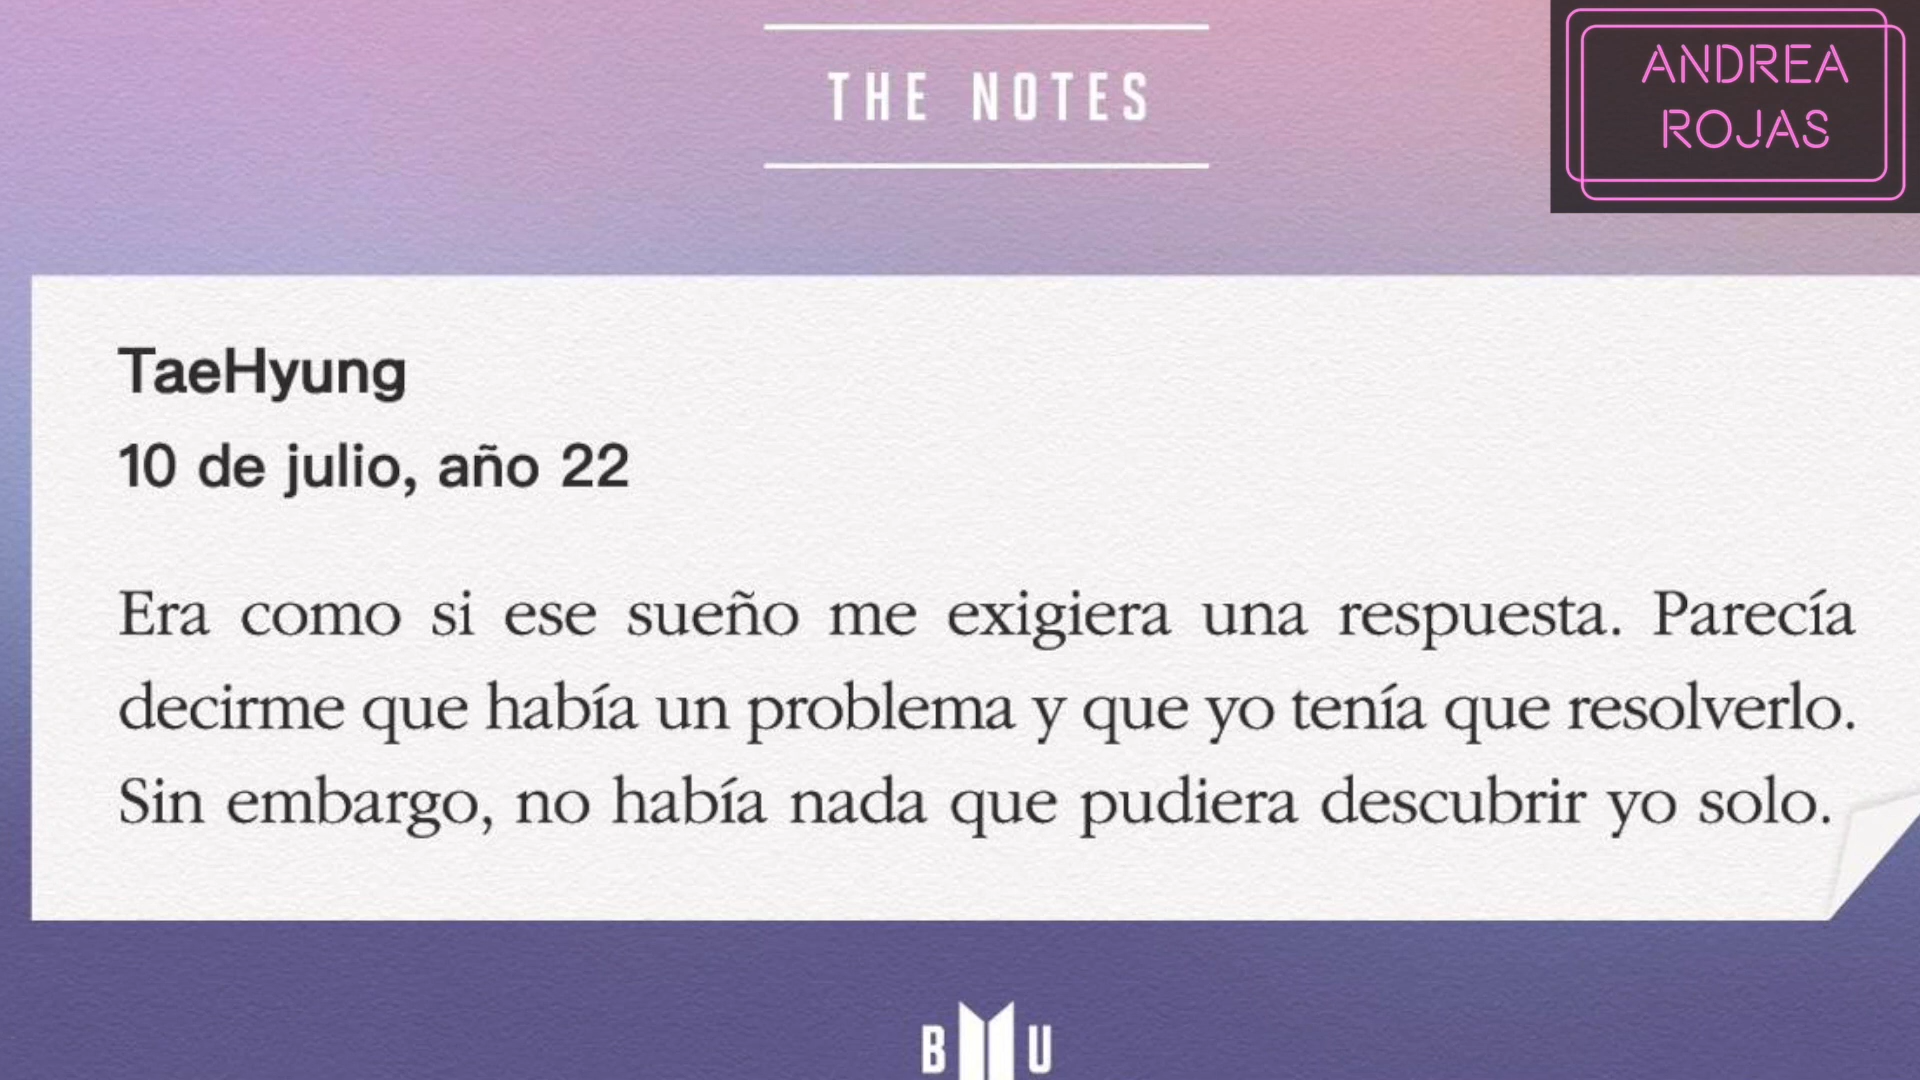 THE NOTES
ANDREA
ROJAS
TaeHyung
10 de julio, año 22
Era como si ese sueño me exigiera una respuesta. Parecía
decirme que había un problema y que yo tenía que resolverlo.
Sin embargo, no había nada que pudiera descubrir yo solo.
B U